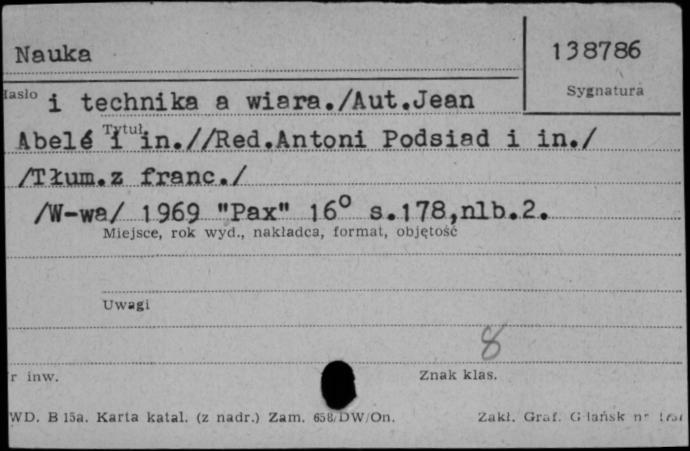 Nauka
138786
Hasło
Sygnatura
i technika a wiara./Aut.Jean
Tytuł
Abelé i in.//Red.Antoni Podsiad i in./
/Tłum.z franc./
/W-wa/ 1969 "Pax" 16° s.178,nlb.2.
Miejsce, rok wyd., nakładca, format, objętość
Uwagi
8
r inw.
Znak klas.
WD. B 15a. Karta katal. (z nadr.) Zam. 658/DW/On.
Zakł. Graf. Gdańsk nr